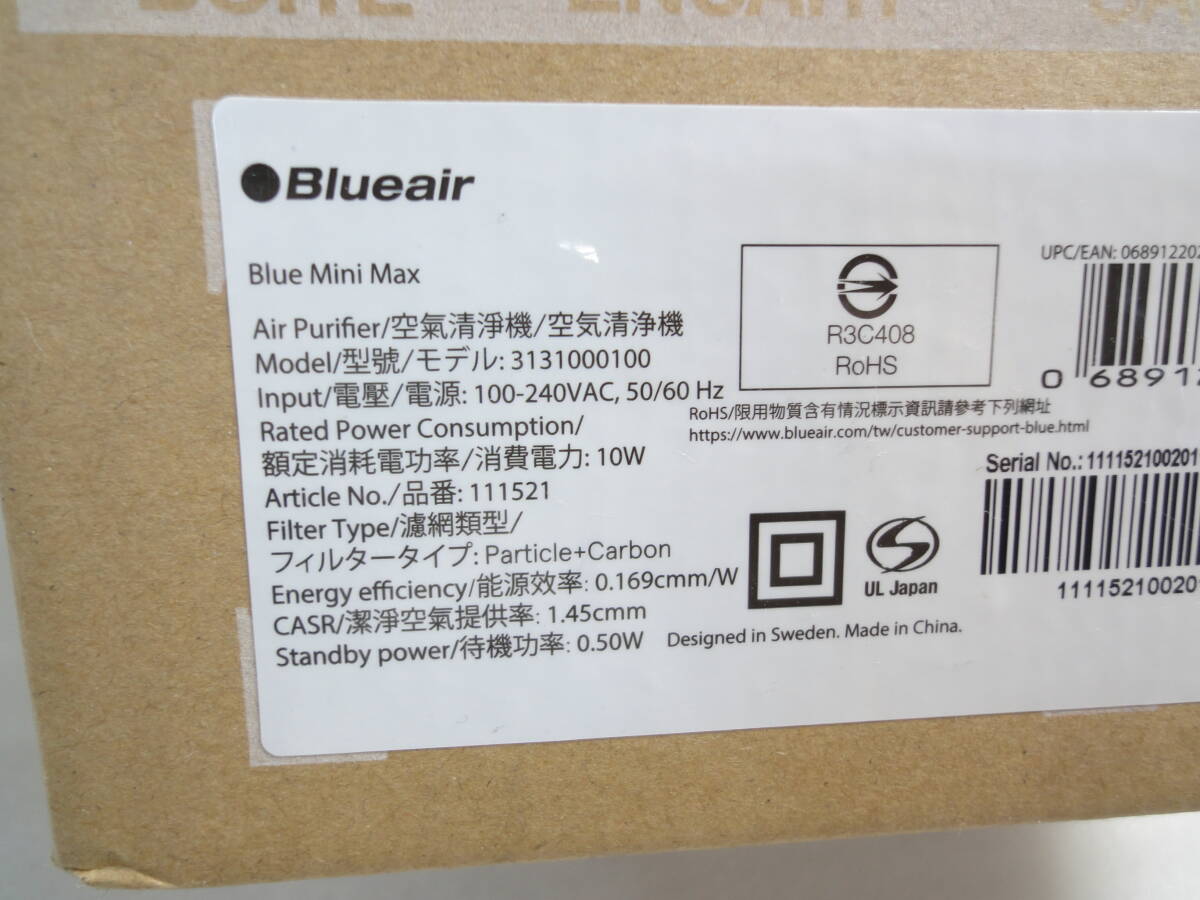 Blueair
Blue Mini Max
Air Purifier/空氣清淨機/空気清浄機
Model/型號/モデル: 3131000100
Input/電壓/電源: 100-240VAC, 50/60 Hz
Rated Power Consumption/
額定消耗電功率/消費電力: 10W
Article No./品番: 111521
Filter Type/濾網類型/
フィルタータイプ: Particle+Carbon
Energy efficiency/能源效率: 0.169cmm/W
CASR/潔淨空氣提供率: 1.45cmm
Standby power/待機功率: 0.50W
R3C408
RoHS
RoHS/限用物質含有情況標示資訊請參考下列網址
https://www.blueair.com/tw/customer-support-blue.html
UL Japan
Designed in Sweden. Made in China.
UPC/EAN: 068912202
0 68912
Serial No.: 111152100201
111152100201